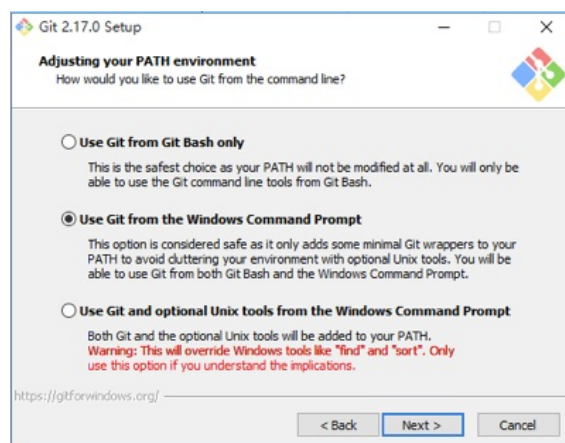 Git 2.17.0 Setup
Adjusting your PATH environment
How would you like to use Git from the command line?
Use Git from Git Bash only
This is the safest choice as your PATH will not be modified at all. You will only be
able to use the Git command line tools from Git Bash.
Use Git from the Windows Command Prompt
This option is considered safe as it only adds some minimal Git wrappers to your
PATH to avoid cluttering your environment with optional Unix tools. You will be
able to use Git from both Git Bash and the Windows Command Prompt.
Use Git and optional Unix tools from the Windows Command Prompt
Both Git and the optional Unix tools will be added to your PATH.
Warning: This will override Windows tools like "find" and "sort". Only
use this option if you understand the implications.
https://gitforwindows.org/
< Back Next > Cancel